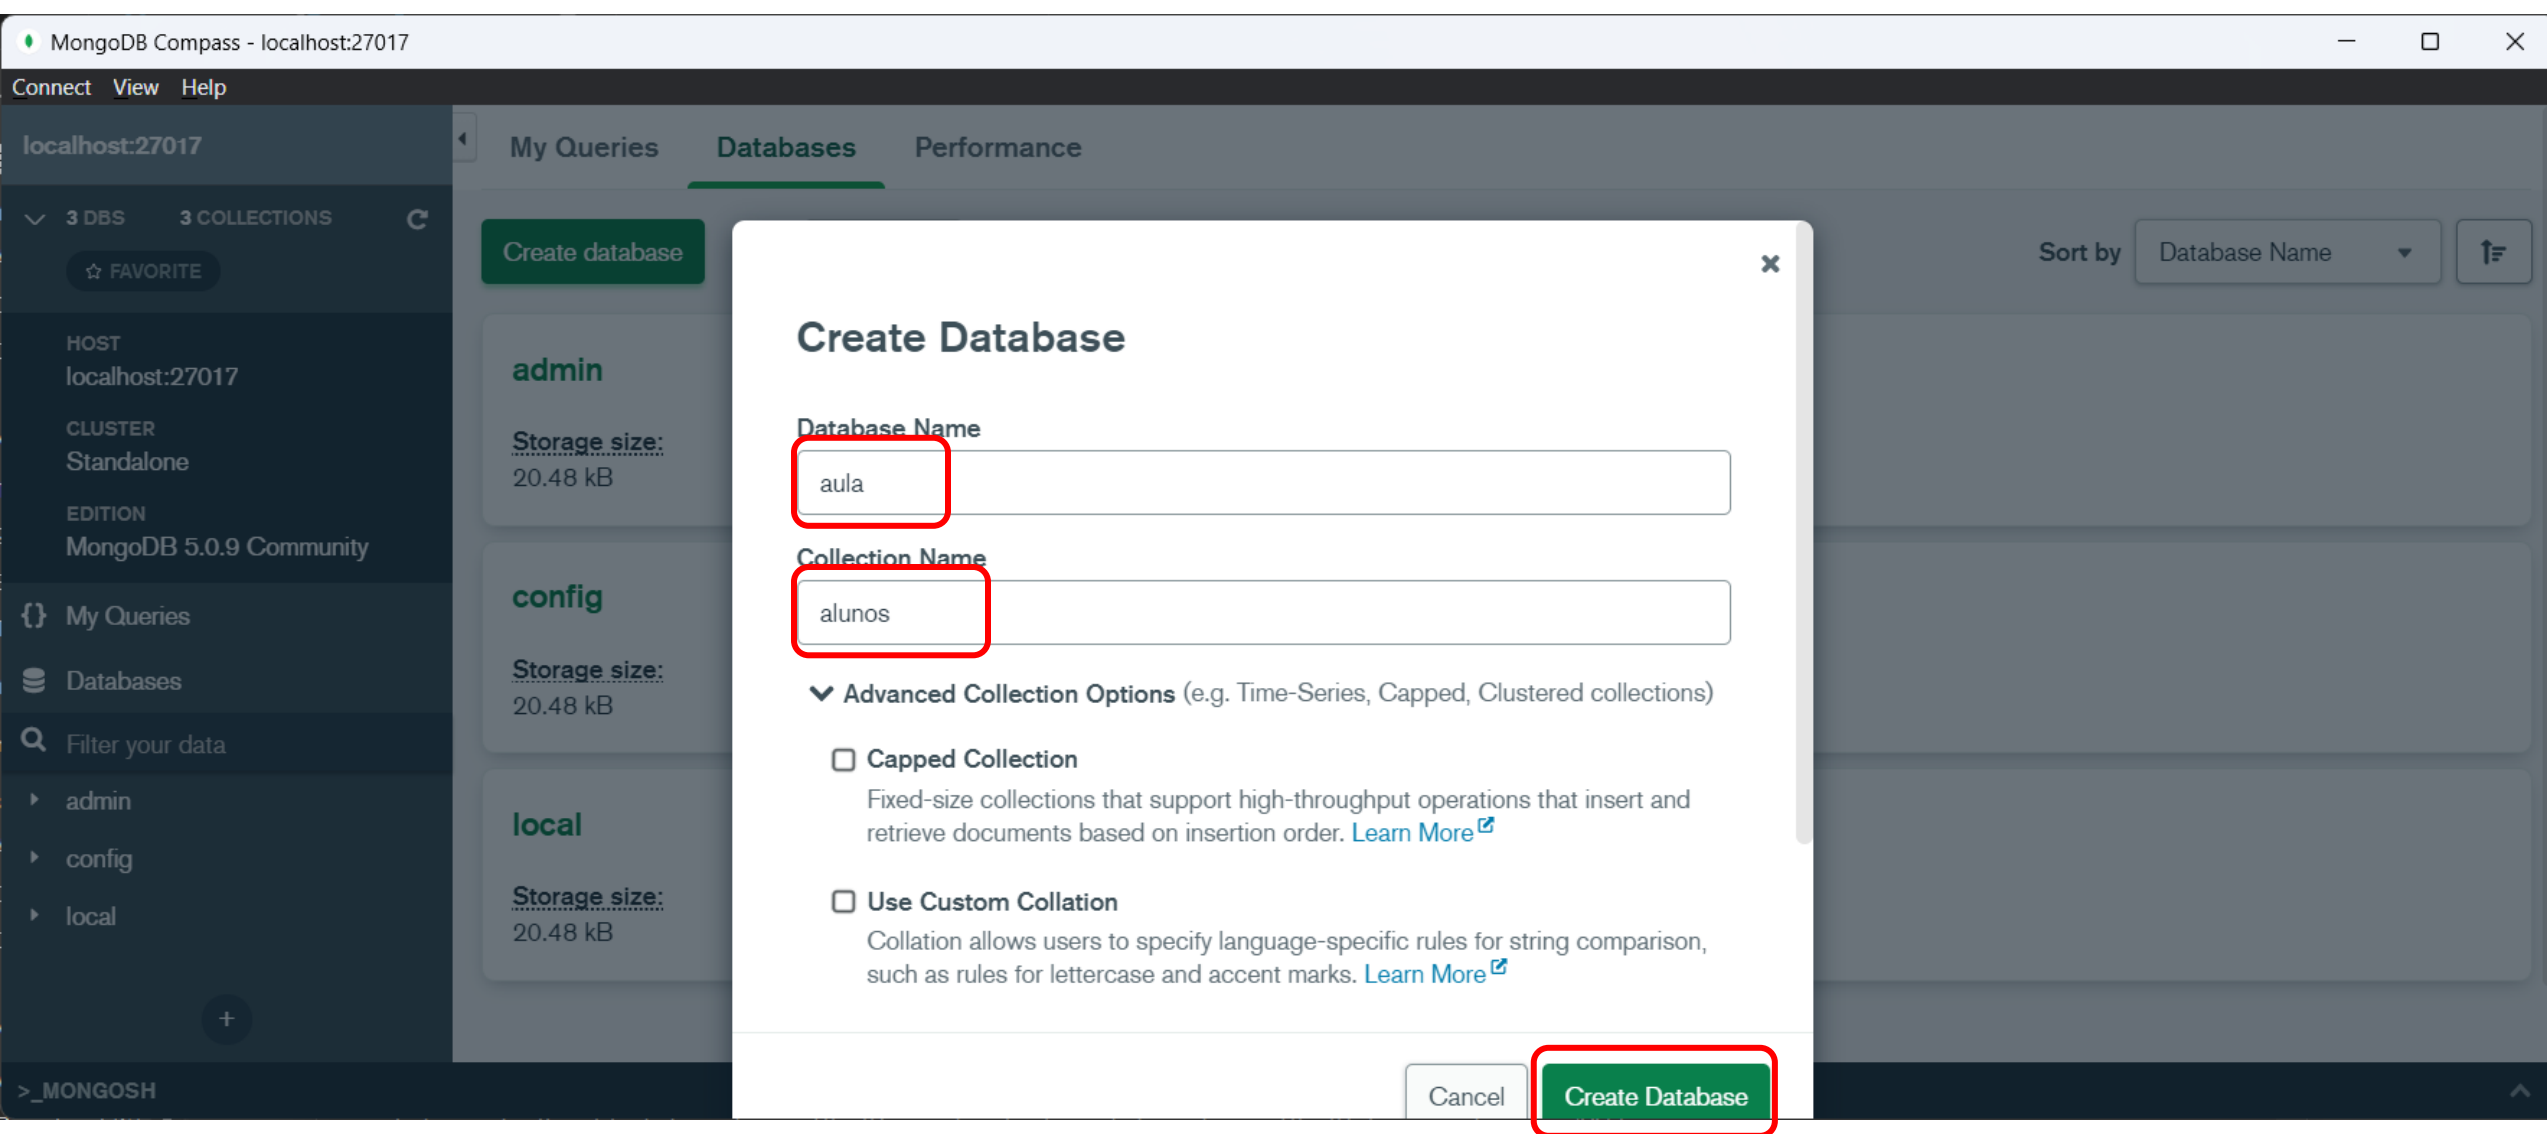 MongoDB Compass - localhost:27017
Connect View Help
localhost:27017
3 DBS 3 COLLECTIONS
FAVORITE
HOST
localhost:27017
CLUSTER
Standalone
EDITION
MongoDB 5.0.9 Community
{} My Queries
Databases
Filter your data
admin
config
local
+
>_MONGOSH
My Queries Databases Performance
Create database
Sort by Database Name
admin
Storage size:
20.48 kB
config
Storage size:
20.48 kB
local
Storage size:
20.48 kB
Create Database
Database Name
aula
Collection Name
alunos
Advanced Collection Options (e.g. Time-Series, Capped, Clustered collections)
Capped Collection
Fixed-size collections that support high-throughput operations that insert and
retrieve documents based on insertion order. Learn More
Use Custom Collation
Collation allows users to specify language-specific rules for string comparison,
such as rules for lettercase and accent marks. Learn More
Cancel Create Database